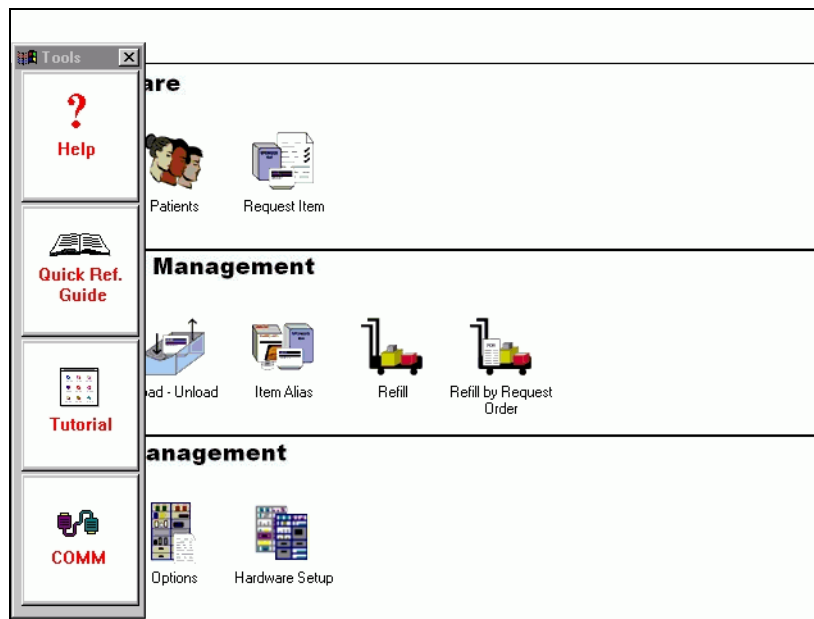 Tools
Help
Quick Ref.
Guide
Tutorial
COMM
are
Patients
Request Item
Management
ad - Unload
Item Alias
Refill
Refill by Request
Order
anagement
Options
Hardware Setup